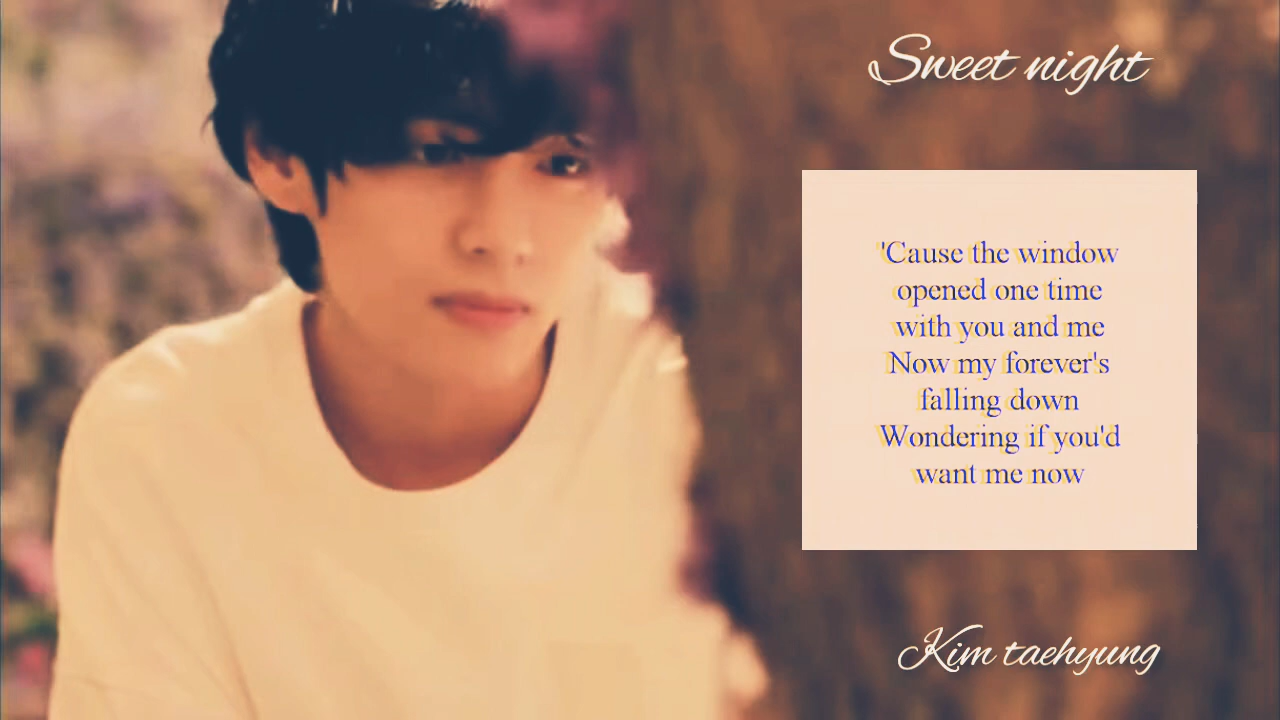 Sweet night
'Cause the window
opened one time
with you and me
Now my forever's
falling down
Wondering if you'd
want me now
Kim taehyung